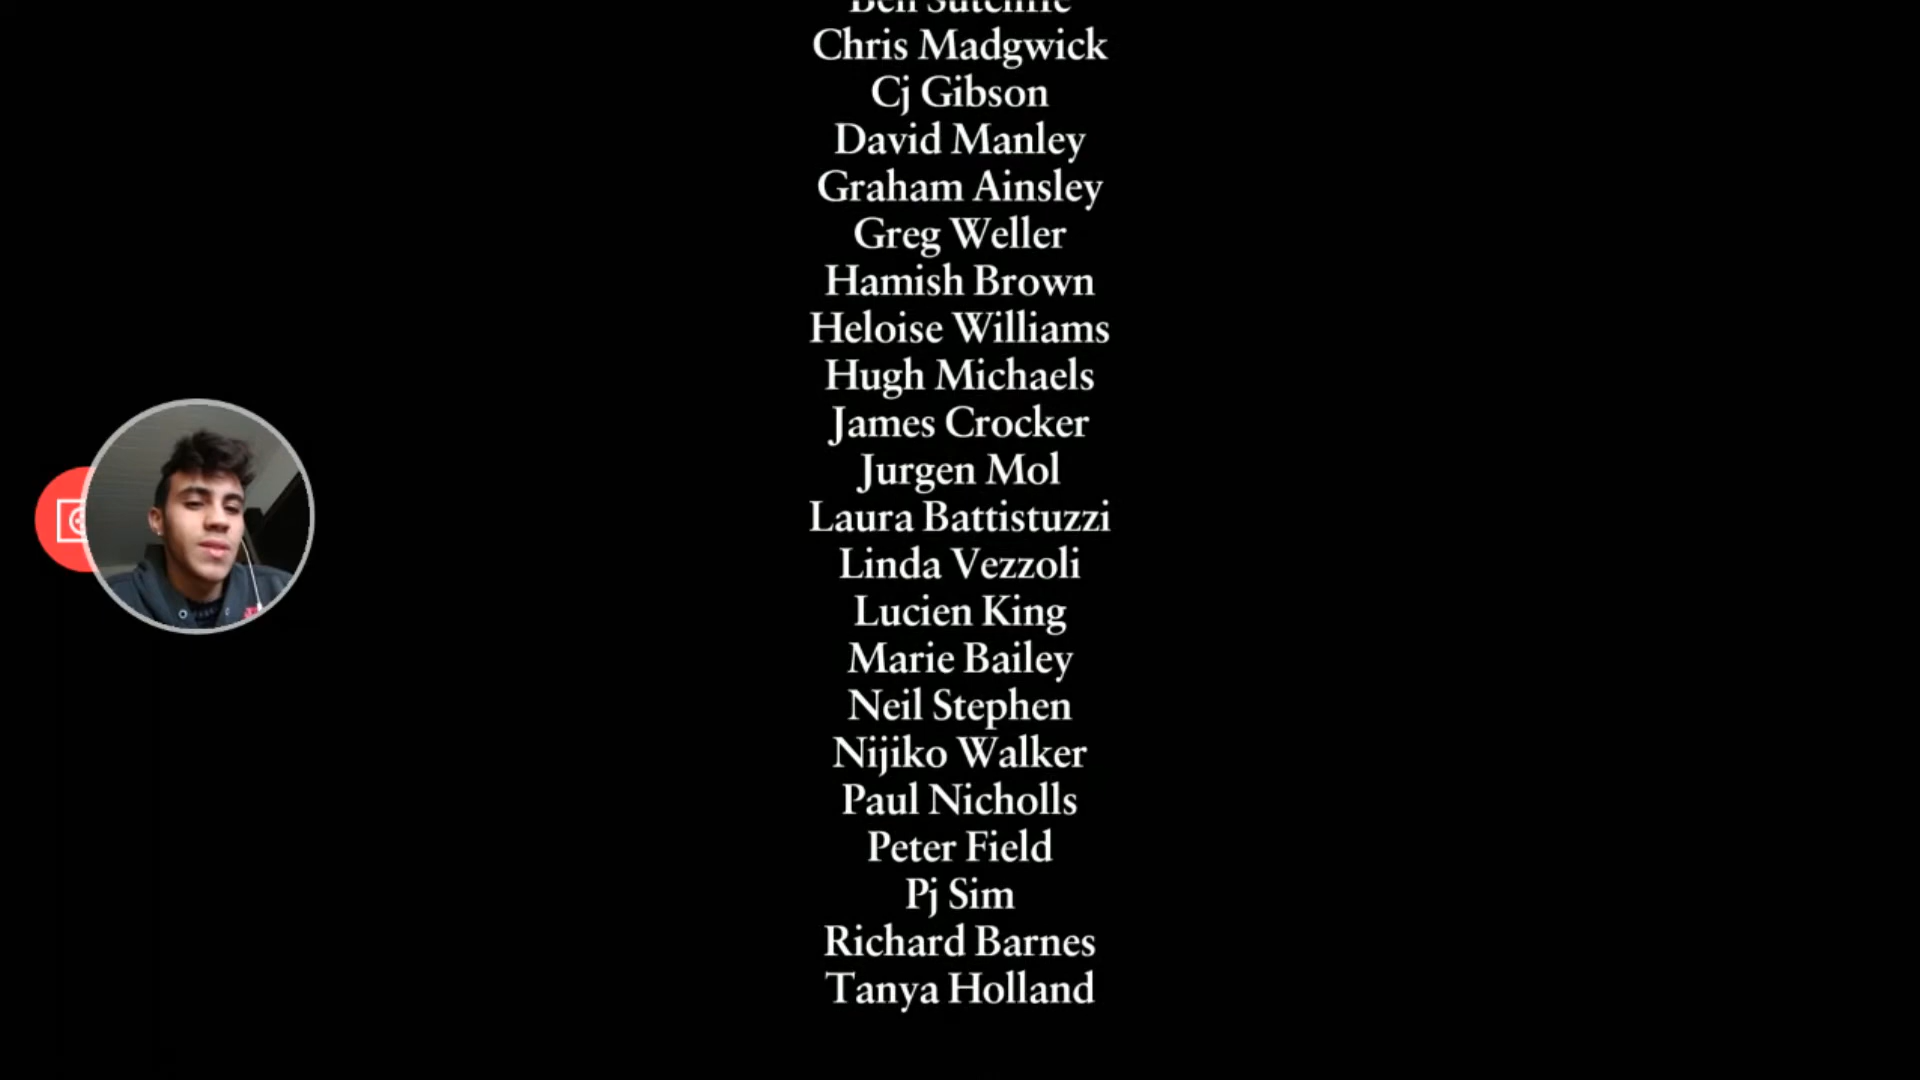 Ben Sutcliffe
Chris Madgwick
Cj Gibson
David Manley
Graham Ainsley
Greg Weller
Hamish Brown
Heloise Williams
Hugh Michaels
James Crocker
Jurgen Mol
Laura Battistuzzi
Linda Vezzoli
Lucien King
Marie Bailey
Neil Stephen
Nijiko Walker
Paul Nicholls
Peter Field
Pj Sim
Richard Barnes
Tanya Holland